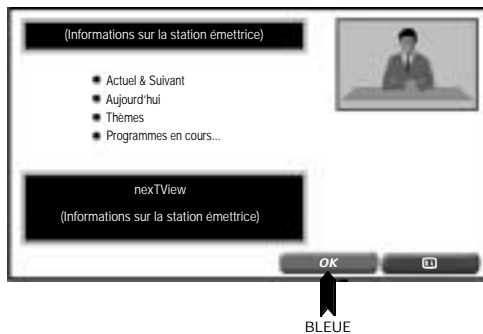 (Informations sur la station émettrice)
Actuel & Suivant
Aujourd'hui
Thèmes
Programmes en cours...
nexTView
(Informations sur la station émettrice)
OK
BLEUE